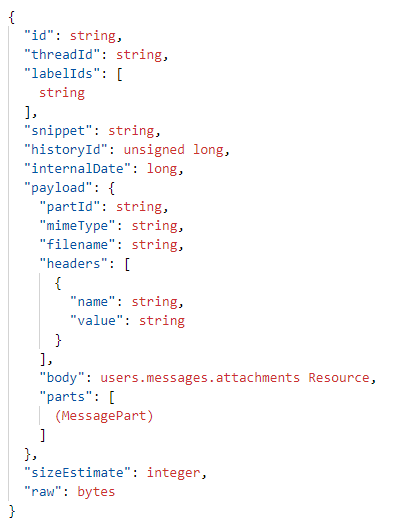 {
"id": string,
"threadId": string,
"labelIds": [
string
],
"snippet": string,
"historyId": unsigned long,
"internalDate": long,
"payload": {
"partId": string,
"mimeType": string,
"filename": string,
"headers": [
{
"name": string,
"value": string
}
],
"body": users.messages.attachments Resource,
"parts": [
(MessagePart)
]
},
"sizeEstimate": integer,
"raw": bytes
}